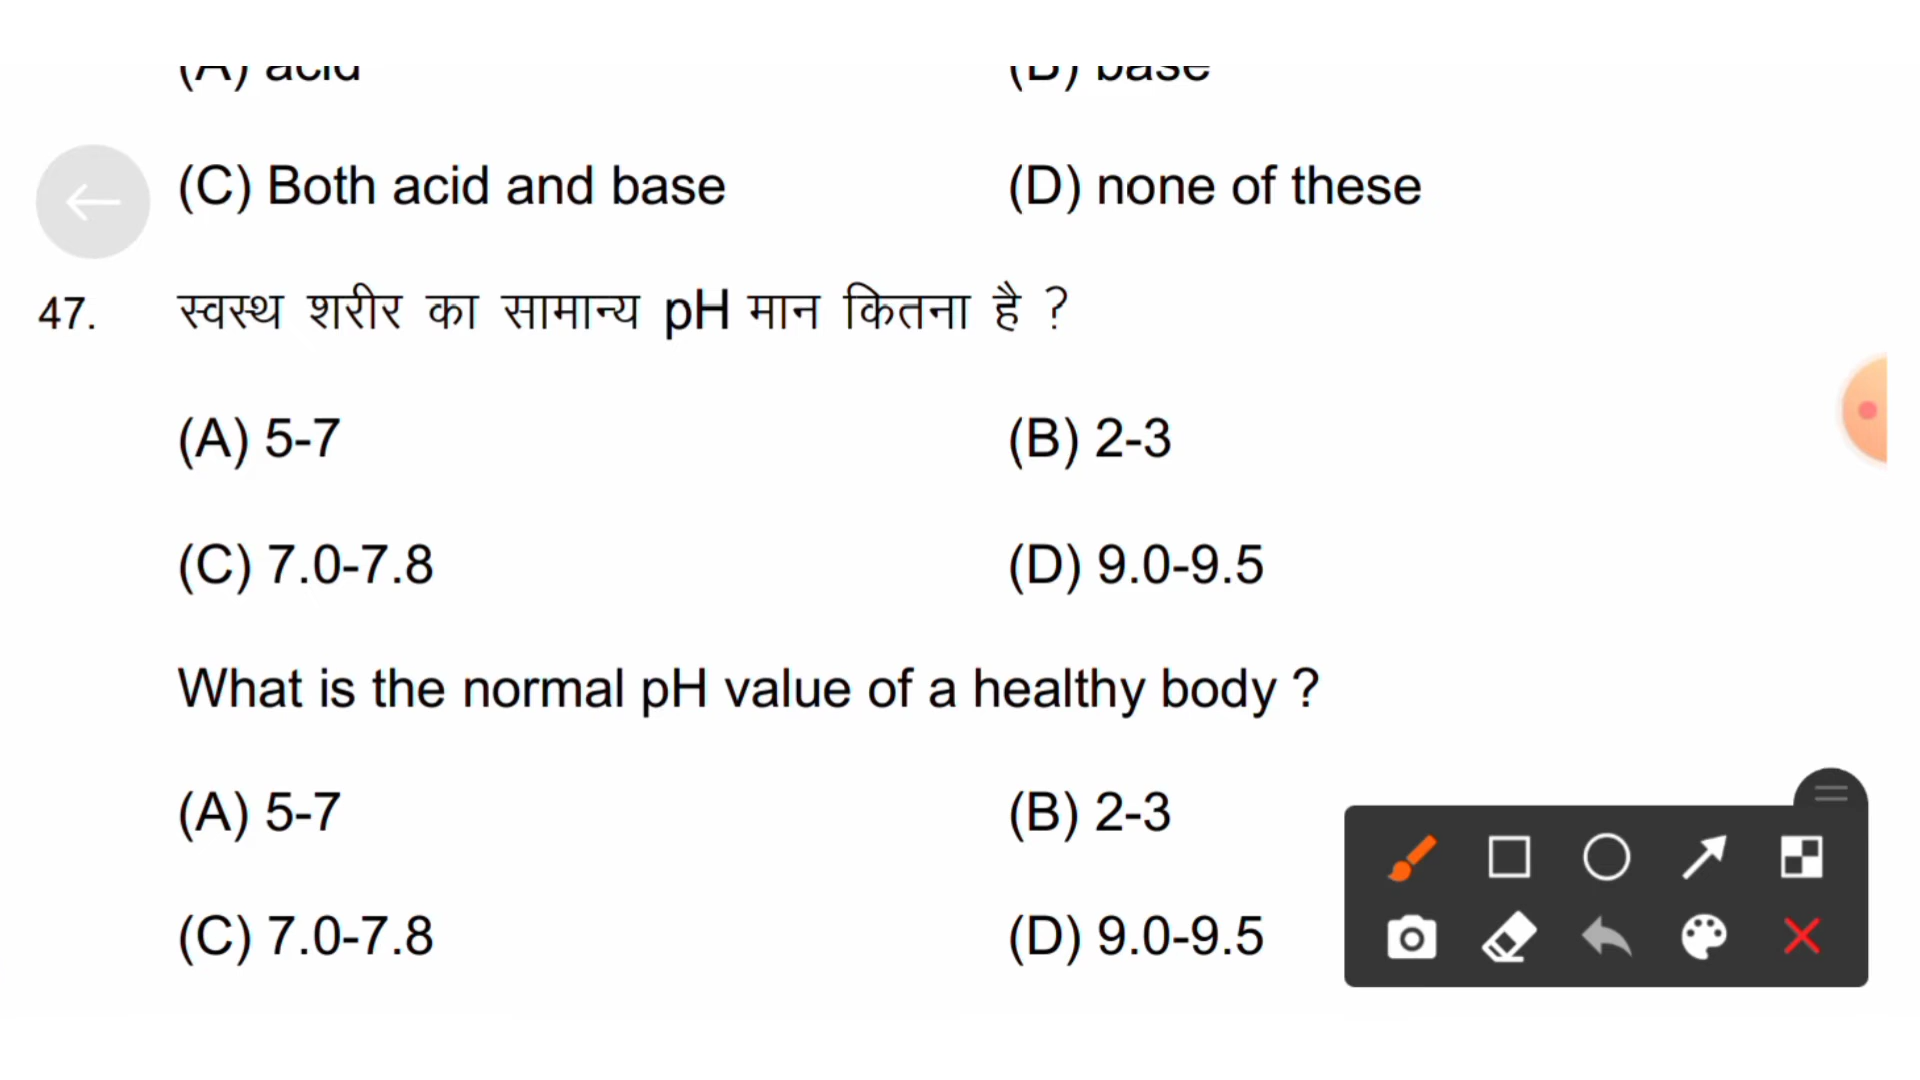 (A) acid (B) base
(C) Both acid and base (D) none of these
47. स्वस्थ शरीर का सामान्य pH मान कितना है ?
(A) 5-7 (B) 2-3
(C) 7.0-7.8 (D) 9.0-9.5
What is the normal pH value of a healthy body ?
(A) 5-7 (B) 2-3
(C) 7.0-7.8 (D) 9.0-9.5